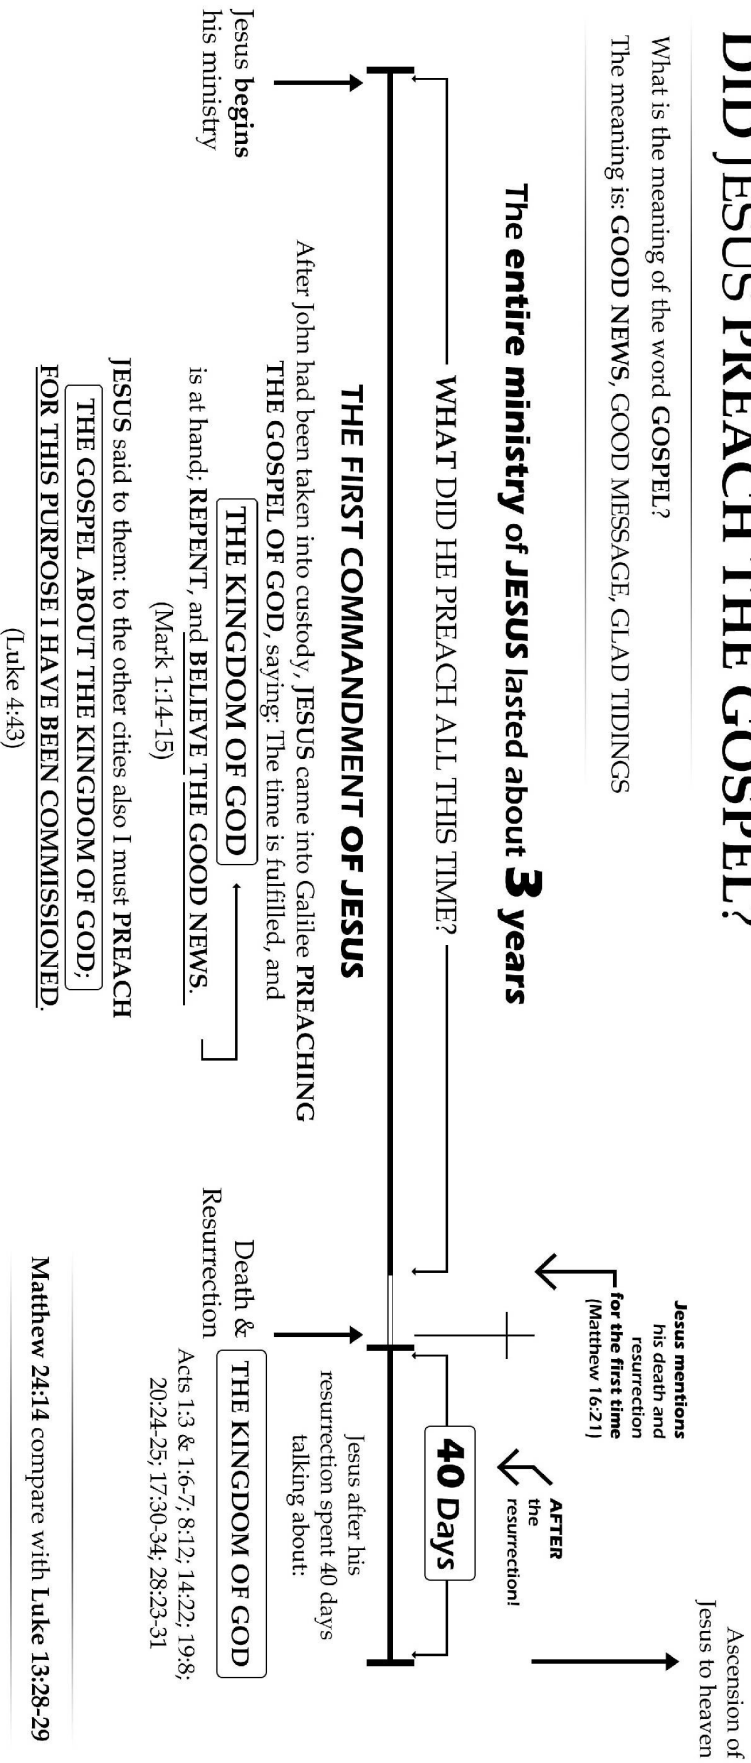 DID JESUS PREACH THE GOSPEL?
What is the meaning of the word GOSPEL?
The meaning is: GOOD NEWS, GOOD MESSAGE, GLAD TIDINGS
Ascension of
Jesus to heaven
Jesus mentions
his death and
resurrection
for the first time
(Matthew 16:21)
AFTER
the
resurrection!
The entire ministry of JESUS lasted about 3 years
WHAT DID HE PREACH ALL THIS TIME?
40 Days
Jesus begins
his ministry
THE FIRST COMMANDMENT OF JESUS
After John had been taken into custody, JESUS came into Galilee PREACHING
THE GOSPEL OF GOD, saying: The time is fulfilled, and
THE KINGDOM OF GOD
is at hand; REPENT, and BELIEVE THE GOOD NEWS.
(Mark 1:14-15)
JESUS said to them: to the other cities also I must PREACH
THE GOSPEL ABOUT THE KINGDOM OF GOD;
FOR THIS PURPOSE I HAVE BEEN COMMISSIONED.
(Luke 4:43)
Death &
Resurrection
Jesus after his
resurrection spent 40 days
talking about:
THE KINGDOM OF GOD
Acts 1:3 & 1:6-7; 8:12; 14:22; 19:8;
20:24-25; 17:30-34; 28:23-31
Matthew 24:14 compare with Luke 13:28-29